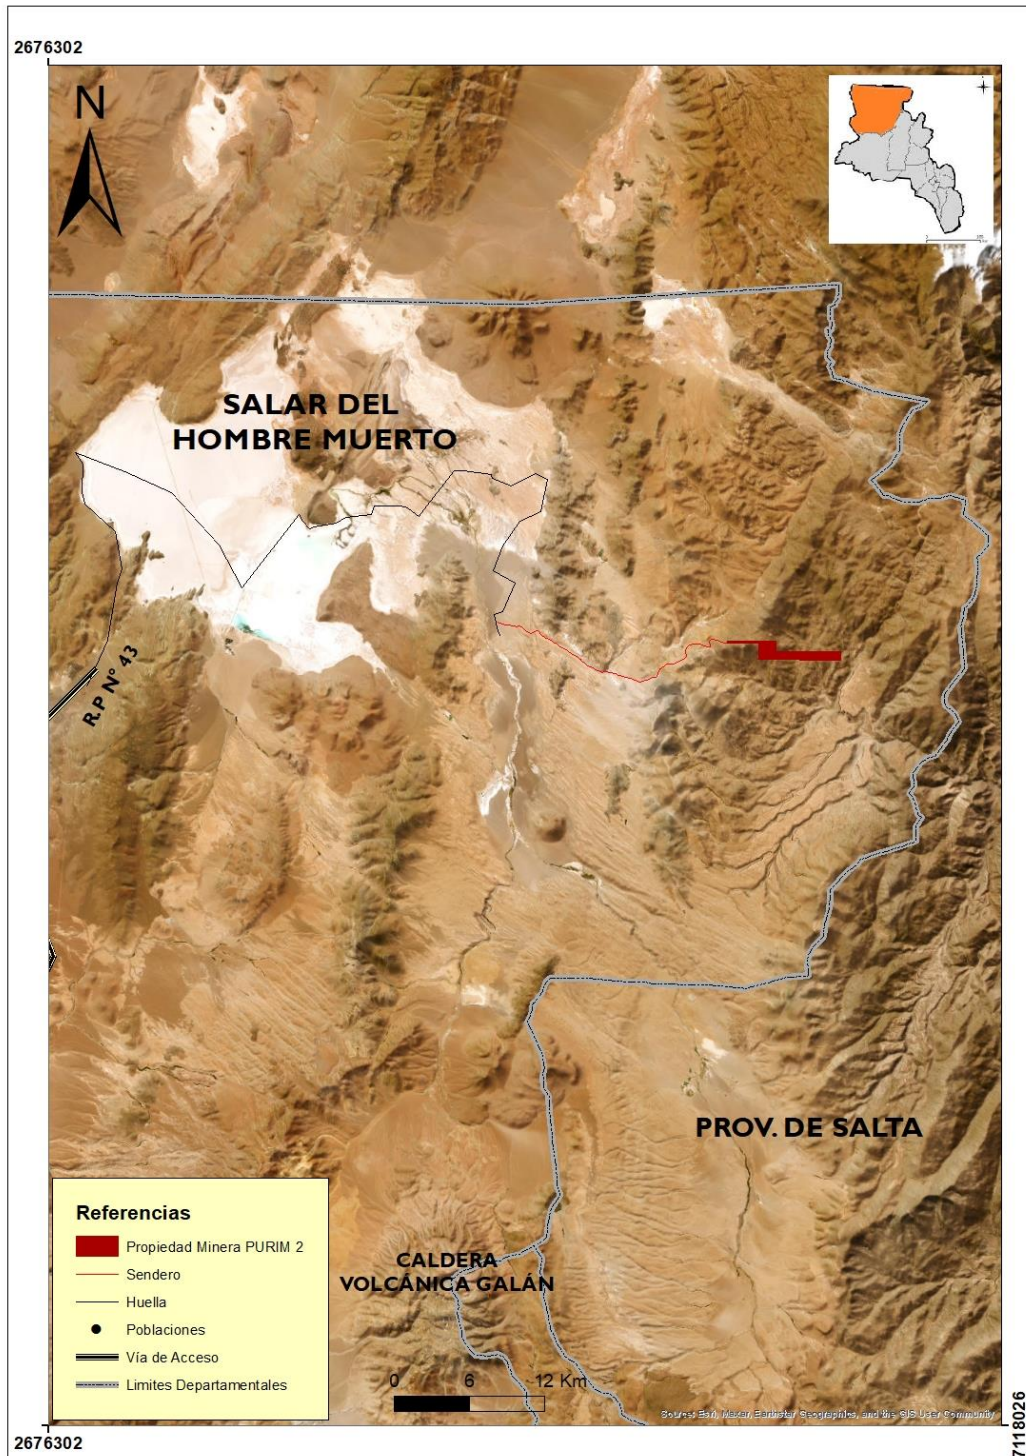 2676302
N
SALAR DEL
HOMBRE MUERTO
R.P N° 43
PROV. DE SALTA
CALDERA
VOLCÁNICA GALÁN
Referencias
Propiedad Minera PURIM 2
Sendero
Huella
Poblaciones
Vía de Acceso
Limites Departamentales
0 6 12 Km
Source: Esri, Maxar, Earthstar Geographics, and the GIS User Community
2676302
7118026